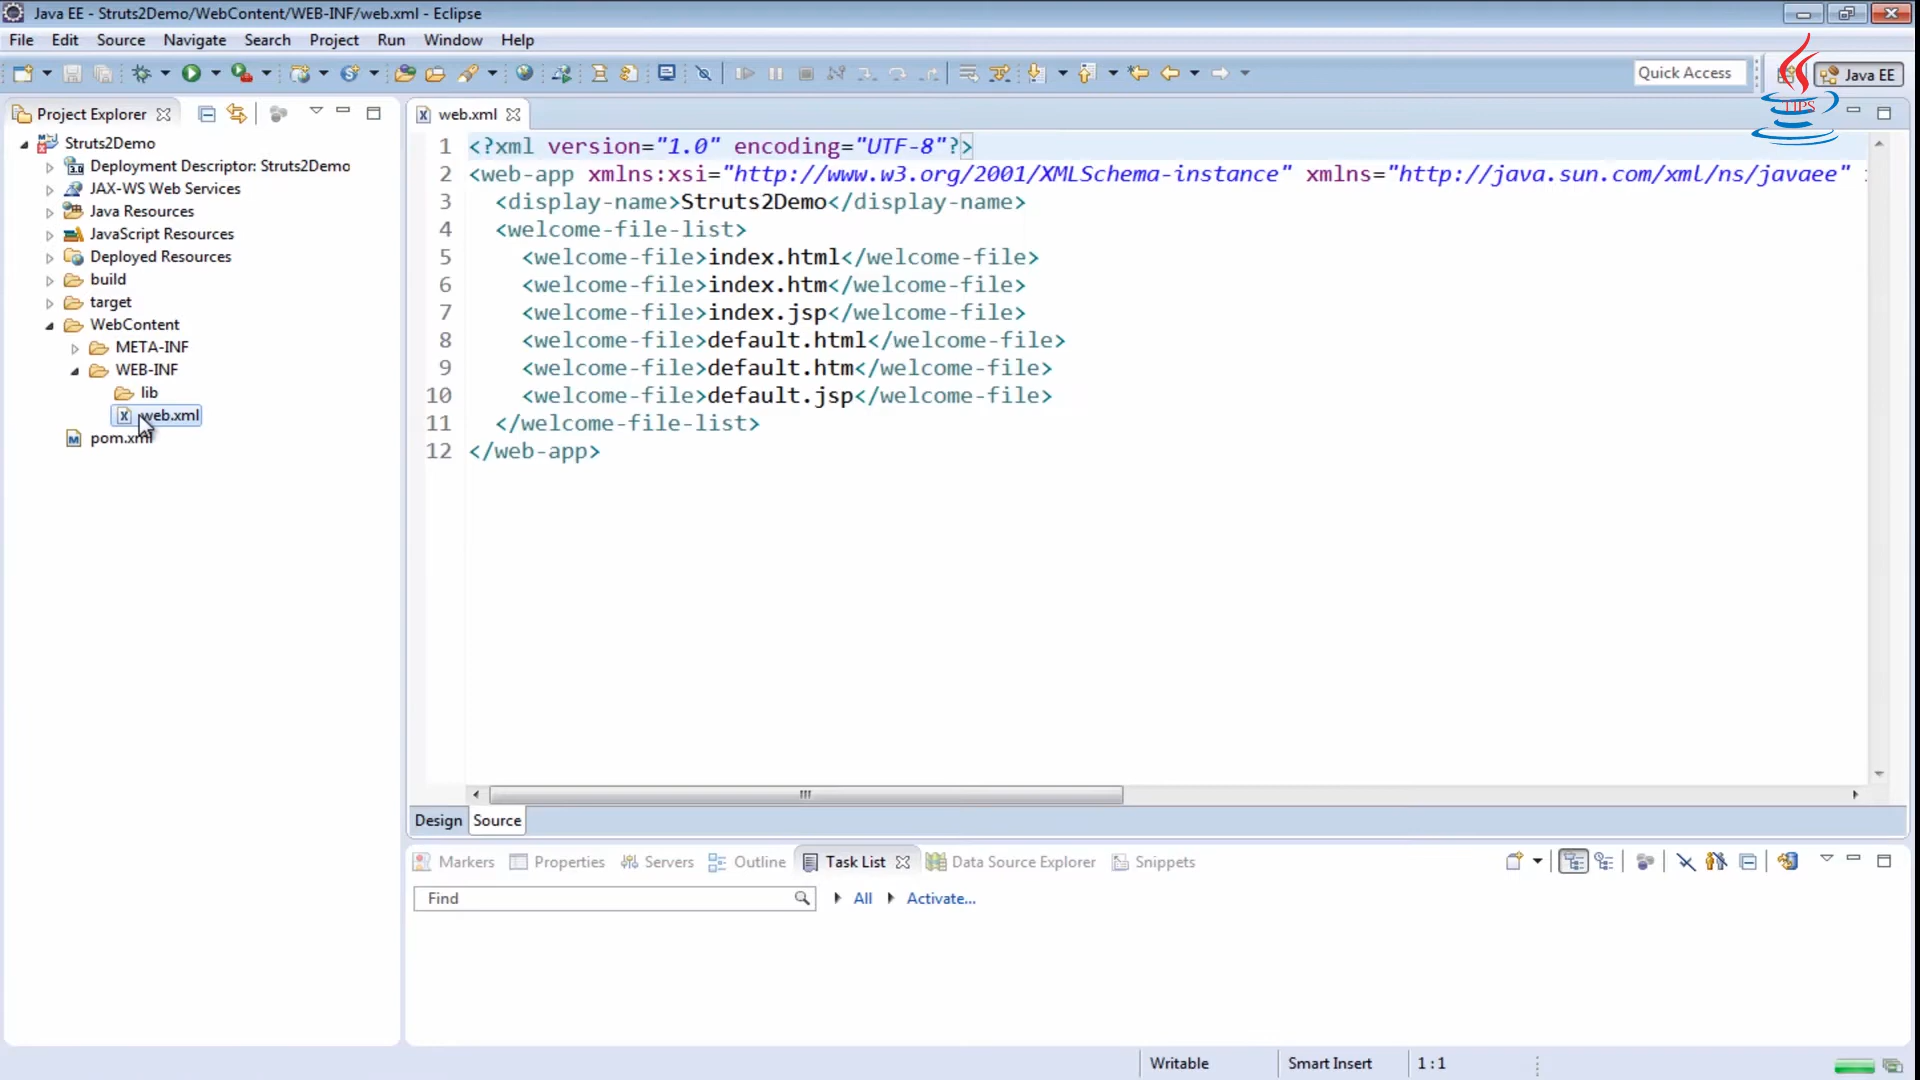 Java EE - Struts2Demo/WebContent/WEB-INF/web.xml - Eclipse
File Edit Source Navigate Search Project Run Window Help
Quick Access
Java EE
TIPS
Project Explorer
Struts2Demo
3.0 Deployment Descriptor: Struts2Demo
JAX-WS Web Services
Java Resources
JavaScript Resources
Deployed Resources
build
target
WebContent
META-INF
WEB-INF
lib
web.xml
pom.xml
web.xml
1 <?xml version="1.0" encoding="UTF-8"?>
2 <web-app xmlns:xsi="http://www.w3.org/2001/XMLSchema-instance" xmlns="http://java.sun.com/xml/ns/javaee"
3 <display-name>Struts2Demo</display-name>
4 <welcome-file-list>
5 <welcome-file>index.html</welcome-file>
6 <welcome-file>index.htm</welcome-file>
7 <welcome-file>index.jsp</welcome-file>
8 <welcome-file>default.html</welcome-file>
9 <welcome-file>default.htm</welcome-file>
10 <welcome-file>default.jsp</welcome-file>
11 </welcome-file-list>
12 </web-app>
Design Source
Markers Properties Servers Outline Task List Data Source Explorer Snippets
Find All Activate...
Writable Smart Insert 1 : 1